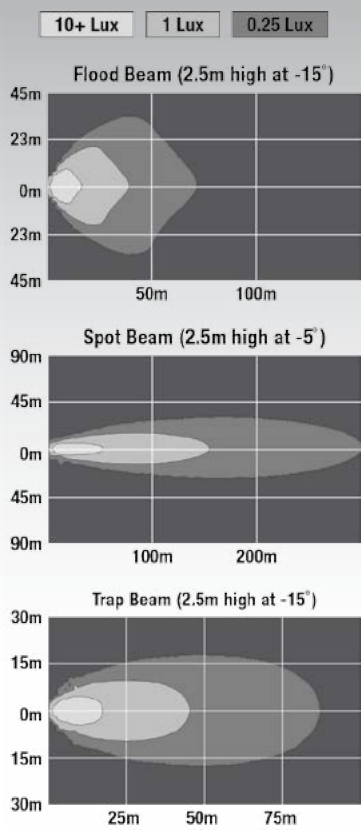 10+ Lux 1 Lux 0.25 Lux
Flood Beam (2.5m high at -15°)
45m
23m
0m
23m
45m
50m 100m
Spot Beam (2.5m high at -5°)
90m
45m
0m
45m
90m
100m 200m
Trap Beam (2.5m high at -15°)
30m
15m
0m
15m
30m
25m 50m 75m